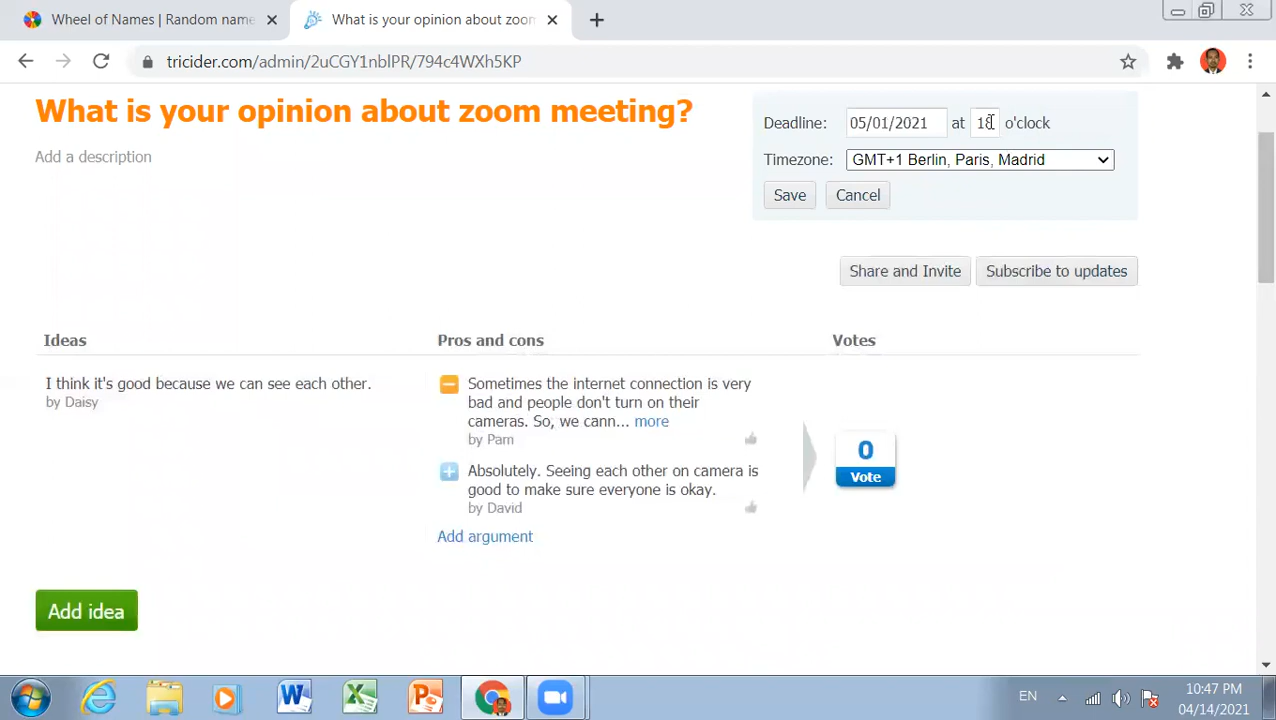 Wheel of Names | Random name
What is your opinion about zoom
tricider.com/admin/2uCGY1nblPR/794c4WXh5KP
What is your opinion about zoom meeting?
Add a description
Deadline: 05/01/2021 at o'clock
Timezone: GMT+1 Berlin, Paris, Madrid
Save Cancel
Share and Invite Subscribe to updates
Ideas Pros and cons Votes
I think it's good because we can see each other.
by Daisy
Sometimes the internet connection is very
bad and people don't turn on their
cameras. So, we cann... more
by Pam
Absolutely. Seeing each other on camera is
good to make sure everyone is okay.
by David
Add argument
0
Vote
Add idea
EN
10:47 PM
04/14/2021